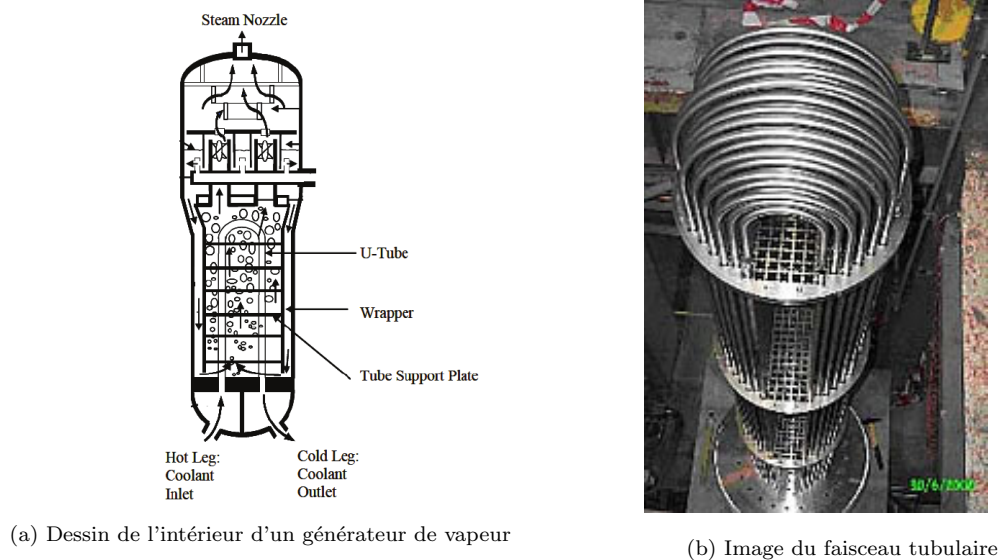 Steam Nozzle
U-Tube
Wrapper
Tube Support Plate
Hot Leg:
Coolant
Inlet
Cold Leg:
Coolant
Outlet
(a) Dessin de l'intérieur d'un générateur de vapeur
30/6/2000
(b) Image du faisceau tubulaire